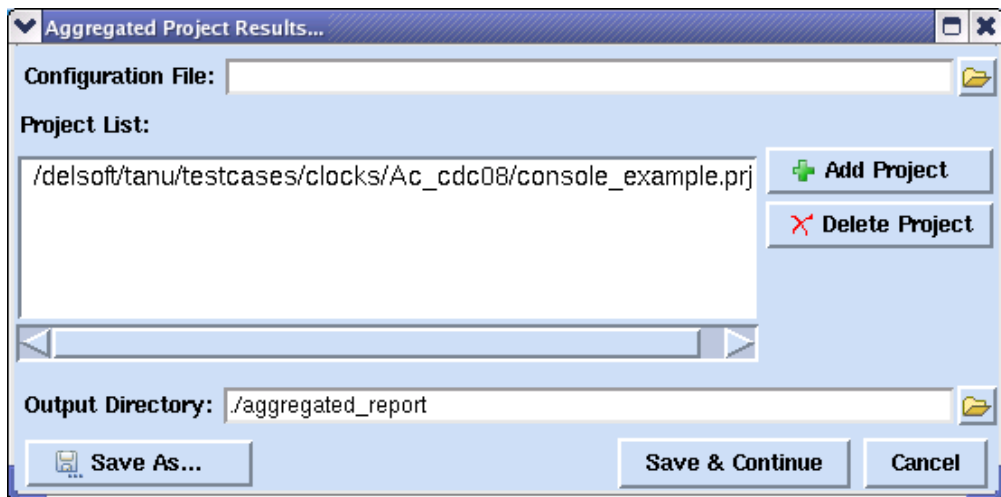 Aggregated Project Results...
Configuration File:
Project List:
/delsoft/tanu/testcases/clocks/Ac_cdc08/console_example.prj
Add Project
Delete Project
Output Directory: ./aggregated_report
Save As...
Save & Continue
Cancel